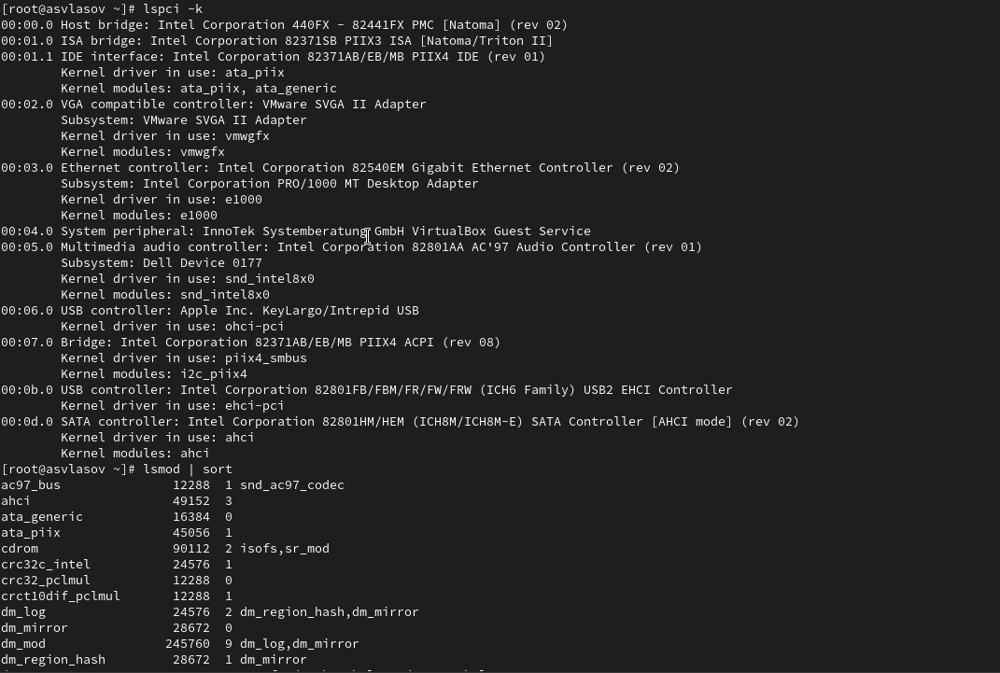 [root@asvlasov ~]# lspci -k
00:00.0 Host bridge: Intel Corporation 440FX - 82441FX PMC [Natoma] (rev 02)
00:01.0 ISA bridge: Intel Corporation 82371SB PIIX3 ISA [Natoma/Triton II]
00:01.1 IDE interface: Intel Corporation 82371AB/EB/MB PIIX4 IDE (rev 01)
        Kernel driver in use: ata_piix
        Kernel modules: ata_piix, ata_generic
00:02.0 VGA compatible controller: VMware SVGA II Adapter
        Subsystem: VMware SVGA II Adapter
        Kernel driver in use: vmwgfx
        Kernel modules: vmwgfx
00:03.0 Ethernet controller: Intel Corporation 82540EM Gigabit Ethernet Controller (rev 02)
        Subsystem: Intel Corporation PRO/1000 MT Desktop Adapter
        Kernel driver in use: e1000
        Kernel modules: e1000
00:04.0 System peripheral: InnoTek Systemberatung GmbH VirtualBox Guest Service
00:05.0 Multimedia audio controller: Intel Corporation 82801AA AC'97 Audio Controller (rev 01)
        Subsystem: Dell Device 0177
        Kernel driver in use: snd_intel8x0
        Kernel modules: snd_intel8x0
00:06.0 USB controller: Apple Inc. KeyLargo/Intrepid USB
        Kernel driver in use: ohci-pci
00:07.0 Bridge: Intel Corporation 82371AB/EB/MB PIIX4 ACPI (rev 08)
        Kernel driver in use: piix4_smbus
        Kernel modules: i2c_piix4
00:0b.0 USB controller: Intel Corporation 82801FB/FBM/FR/FW/FRW (ICH6 Family) USB2 EHCI Controller
        Kernel driver in use: ehci-pci
00:0d.0 SATA controller: Intel Corporation 82801HM/HEM (ICH8M/ICH8M-E) SATA Controller [AHCI mode] (rev 02)
        Kernel driver in use: ahci
        Kernel modules: ahci
[root@asvlasov ~]# lsmod | sort
ac97_bus               12288  1 snd_ac97_codec
ahci                   49152  3
ata_generic            16384  0
ata_piix               45056  1
cdrom                  90112  2 isofs,sr_mod
crc32c_intel           24576  1
crc32_pclmul           12288  0
crct10dif_pclmul       12288  1
dm_log                 24576  2 dm_region_hash,dm_mirror
dm_mirror              28672  0
dm_mod                245760  9 dm_log,dm_mirror
dm_region_hash         28672  1 dm_mirror